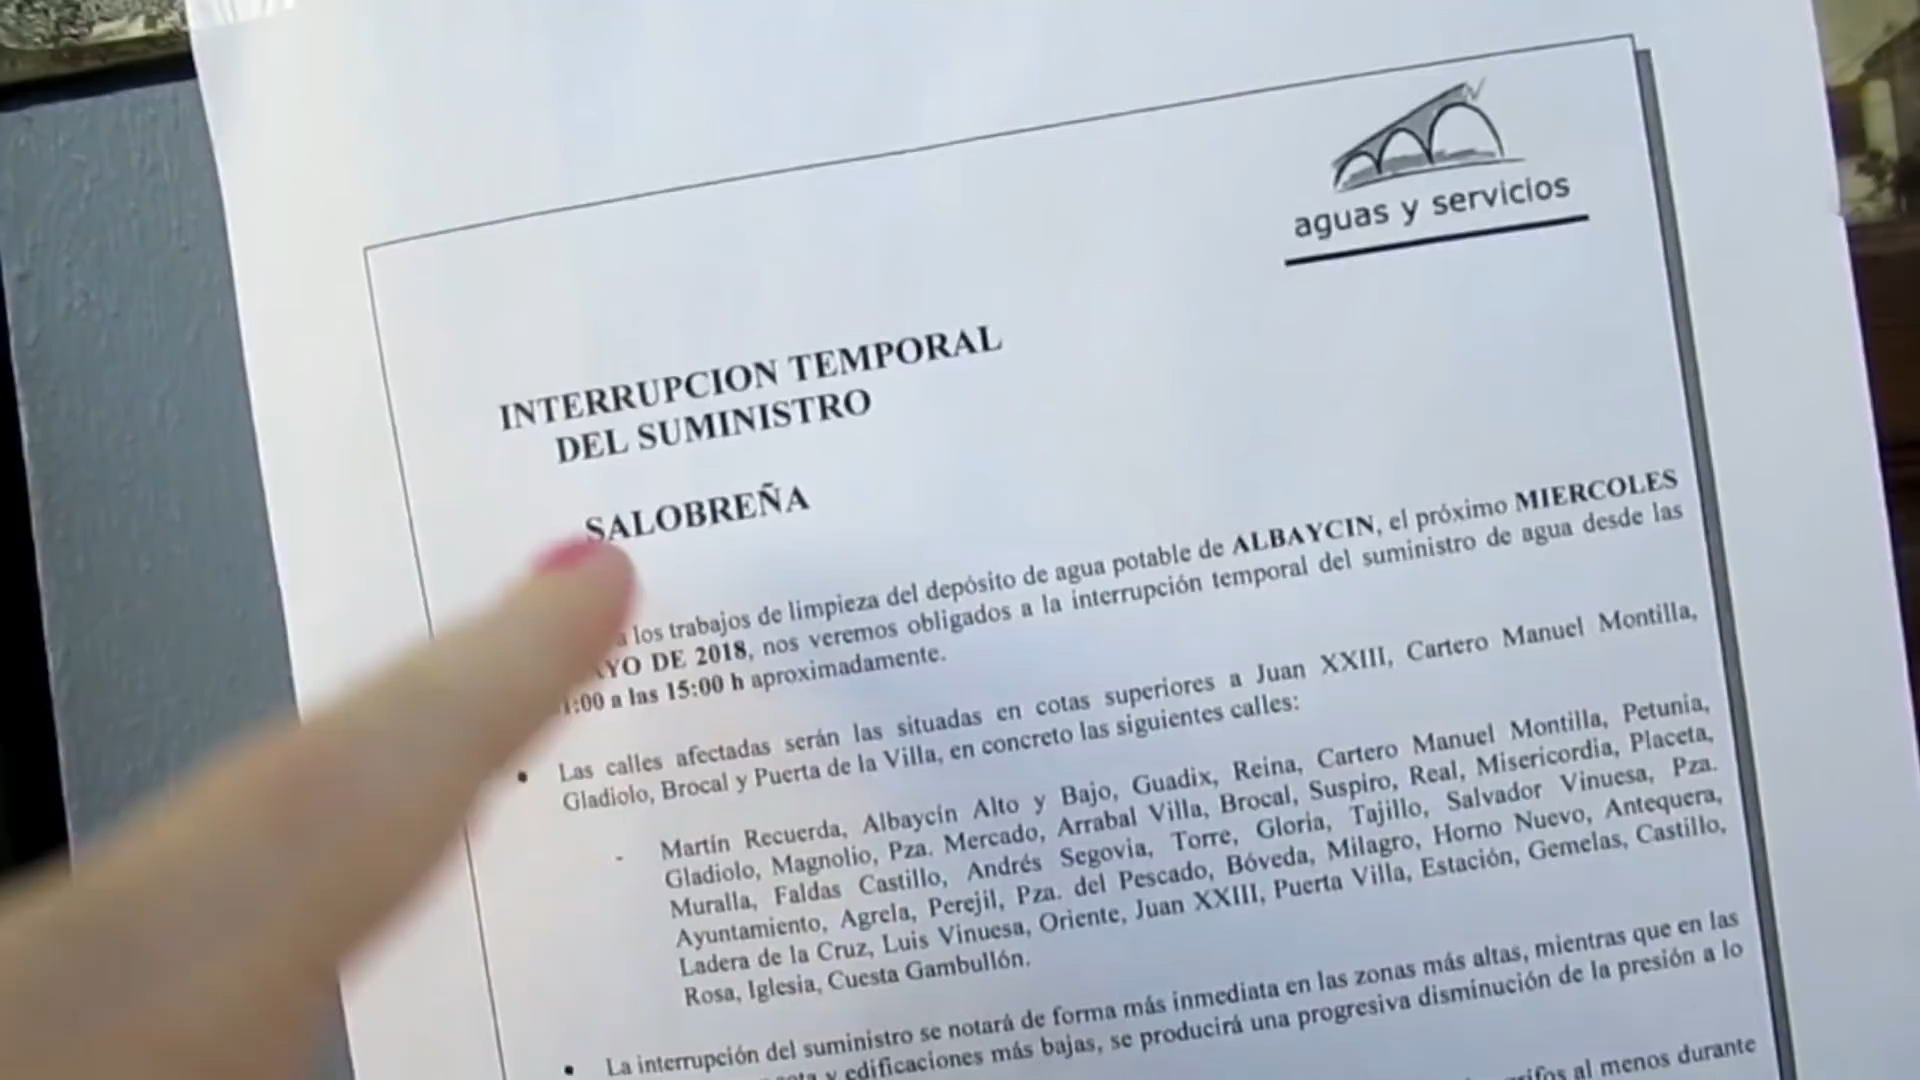 aguas y servicios
INTERRUPCION TEMPORAL
DEL SUMINISTRO
SALOBREÑA
a los trabajos de limpieza del depósito de agua potable de ALBAYCIN, el próximo MIERCOLES
YO DE 2018, nos veremos obligados a la interrupción temporal del suministro de agua desde las
:00 a las 15:00 h aproximadamente.
• Las calles afectadas serán las situadas en cotas superiores a Juan XXIII, Cartero Manuel Montilla,
Gladiolo, Brocal y Puerta de la Villa, en concreto las siguientes calles:
- Martín Recuerda, Albaycín Alto y Bajo, Guadix, Reina, Cartero Manuel Montilla, Petunia,
Gladiolo, Magnolio, Pza. Mercado, Arrabal Villa, Brocal, Suspiro, Real, Misericordia, Placeta,
Muralla, Faldas Castillo, Andrés Segovia, Torre, Gloria, Tajillo, Salvador Vinuesa, Pza.
Ayuntamiento, Agrela, Perejil, Pza. del Pescado, Bóveda, Milagro, Horno Nuevo, Antequera,
Ladera de la Cruz, Luis Vinuesa, Oriente, Juan XXIII, Puerta Villa, Estación, Gemelas, Castillo,
Rosa, Iglesia, Cuesta Gambullón.
• La interrupción del suministro se notará de forma más inmediata en las zonas más altas, mientras que en las
y edificaciones más bajas, se producirá una progresiva disminución de la presión a lo
al menos durante